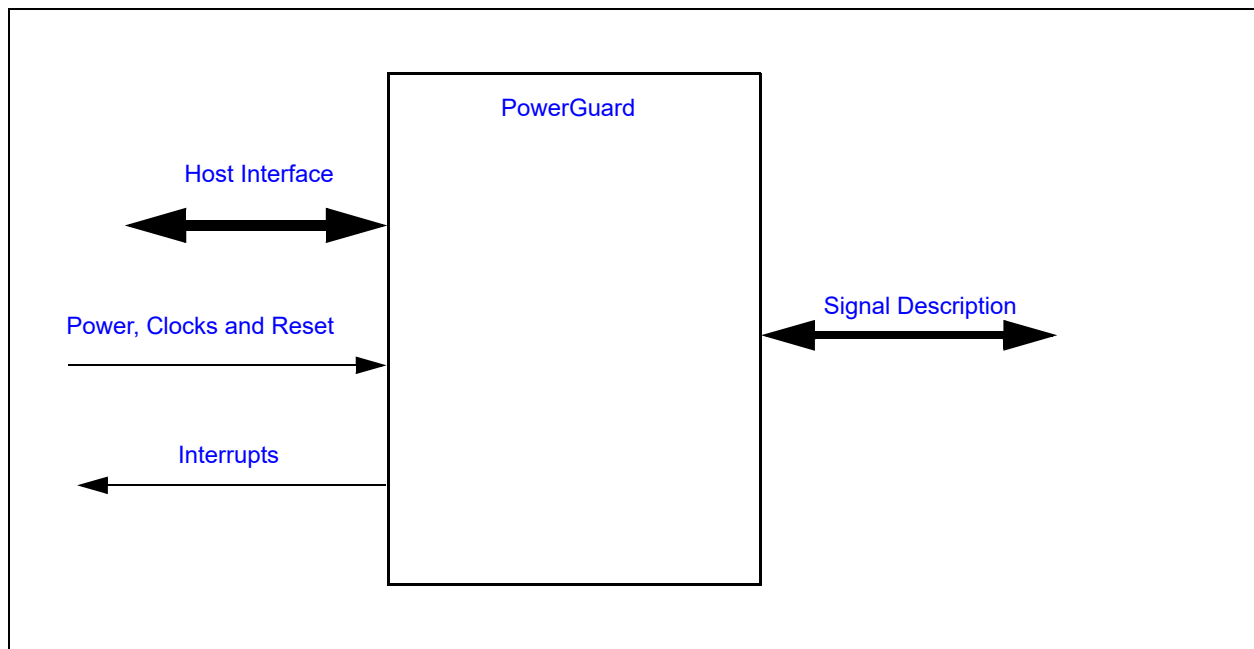 PowerGuard
Host Interface
Signal Description
Power, Clocks and Reset
Interrupts